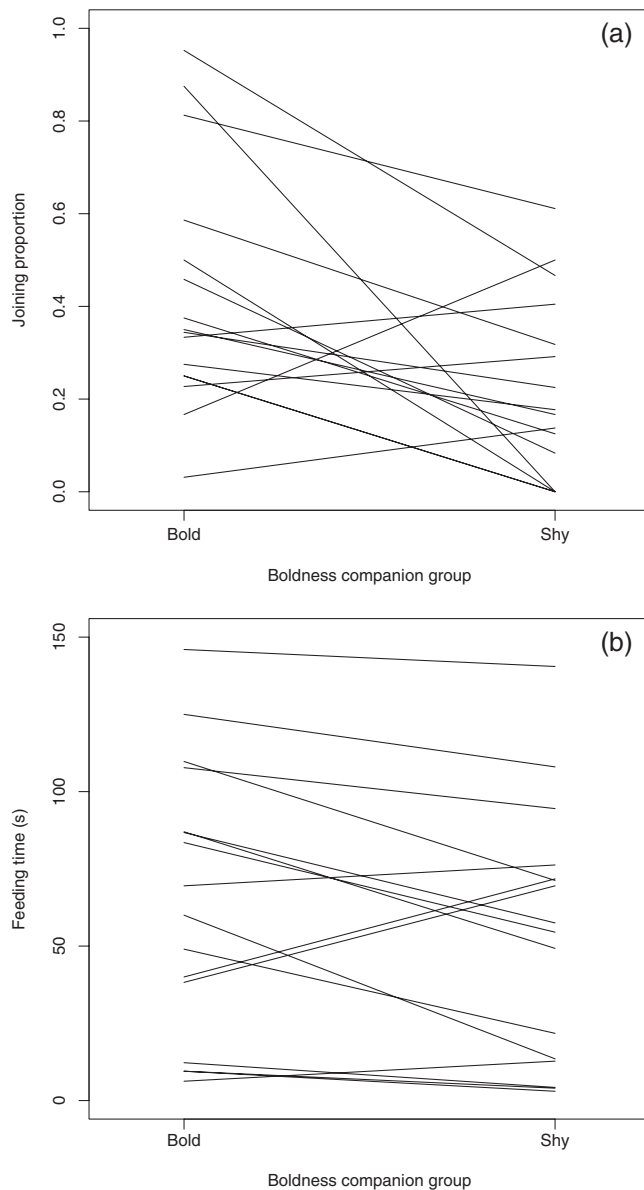 (a)
1.0
0.8
0.6
0.4
0.2
0.0
Joining proportion
Bold Shy
Boldness companion group
(b)
150
100
50
0
Feeding time (s)
Bold Shy
Boldness companion group